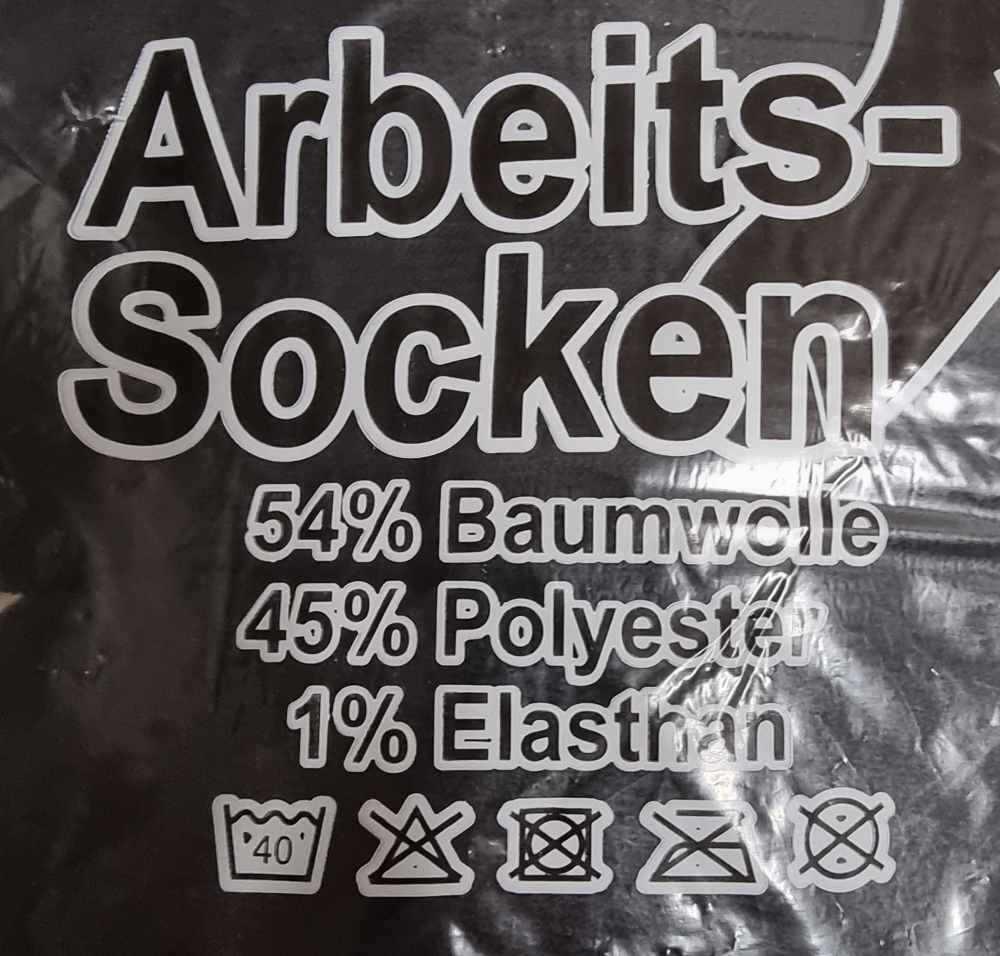 Arbeits-
Socken
54% Baumwolle
45% Polyester
1% Elasthan
40